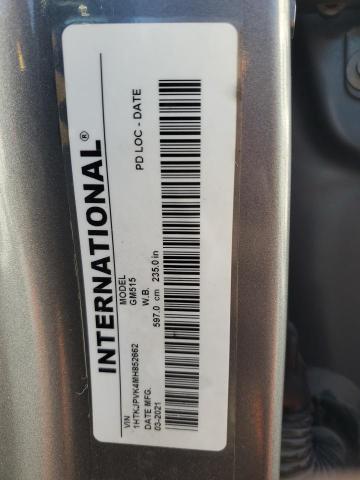 INTERNATIONAL®
MODEL PD LOC - DATE
GM515
W.B.
597.0 cm 235.0 in
VIN
1HTKJPVK4MH852662
DATE MFG.
03-2021